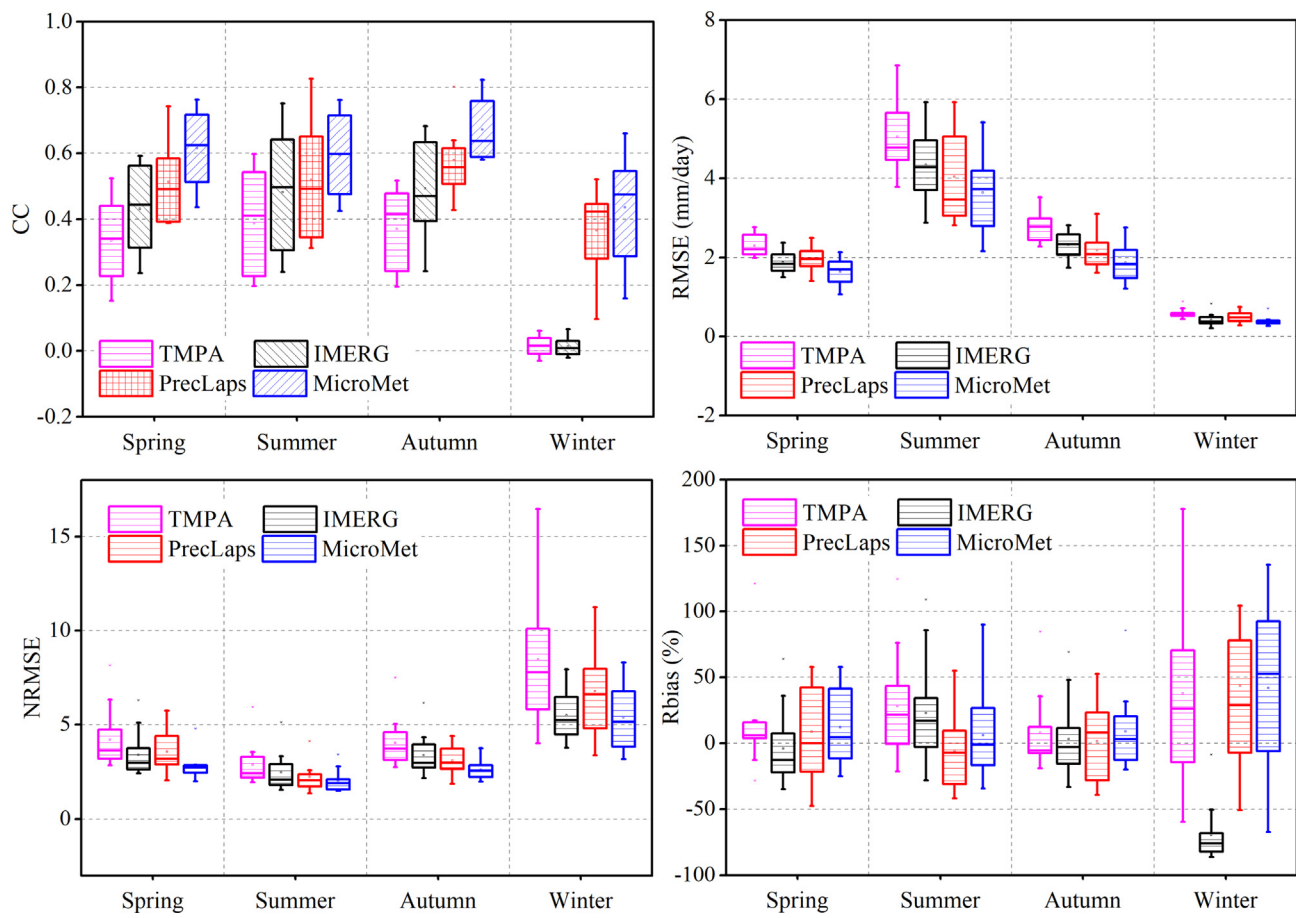 CC
1.0
0.8
0.6
0.4
0.2
0.0
-0.2
TMPA IMERG
PrecLaps MicroMet
Spring Summer Autumn Winter
RMSE (mm/day)
8
6
4
2
0
-2
TMPA IMERG
PrecLaps MicroMet
Spring Summer Autumn Winter
NRMSE
15
10
5
0
TMPA IMERG
PrecLaps MicroMet
Spring Summer Autumn Winter
Rbias (%)
200
150
100
50
0
-50
-100
TMPA IMERG
PrecLaps MicroMet
Spring Summer Autumn Winter